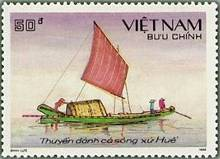 50đ
VIỆT NAM
BƯU CHÍNH
"Thuyền đánh cá sông xứ Huế"